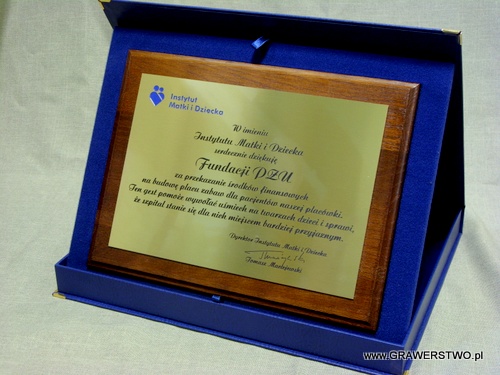 Instytut
Matki i Dziecka
W imieniu
Instytutu Matki i Dziecka
serdecznie dziękuję
Fundacji PZU
za przekazanie środków finansowych
na budowę placu zabaw dla pacjentów naszej placówki.
Ten gest pomoże wywołać uśmiech na twarzach dzieci i sprawi,
że szpital stanie się dla nich miejscem bardziej przyjaznym.
Dyrektor Instytutu Matki i Dziecka
Tomasz Maciejewski
www.GRAWERSTWO.pl